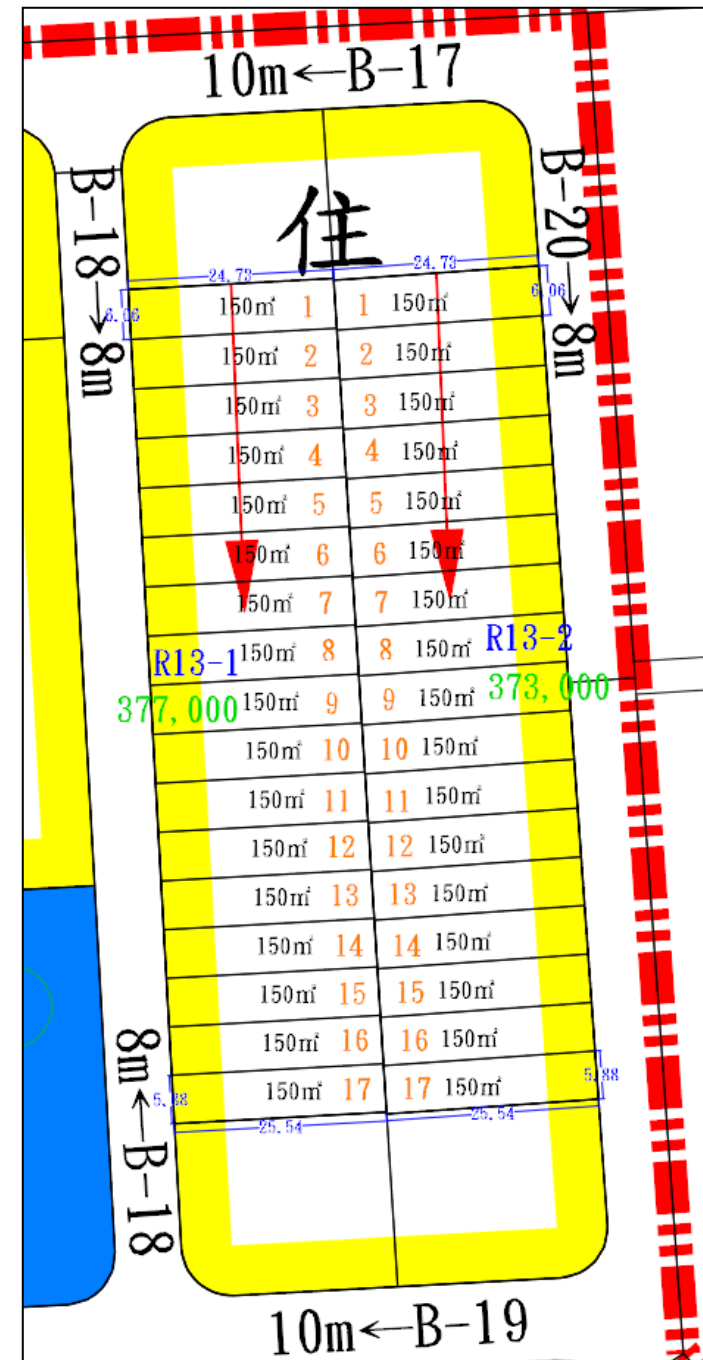 10m←B-17
B-18→8m
B-20→8m
住
24.73 24.73
6.06 150㎡ 1 1 150㎡ 6.06
150㎡ 2 2 150㎡
150㎡ 3 3 150㎡
150㎡ 4 4 150㎡
150㎡ 5 5 150㎡
150㎡ 6 6 150㎡
150㎡ 7 7 150㎡
R13-1 150㎡ 8 8 150㎡ R13-2
377,000 150㎡ 9 9 150㎡ 373,000
150㎡ 10 10 150㎡
150㎡ 11 11 150㎡
150㎡ 12 12 150㎡
150㎡ 13 13 150㎡
150㎡ 14 14 150㎡
150㎡ 15 15 150㎡
150㎡ 16 16 150㎡
5.88 150㎡ 17 17 150㎡ 5.88
25.54 25.54
8m←B-18
10m←B-19